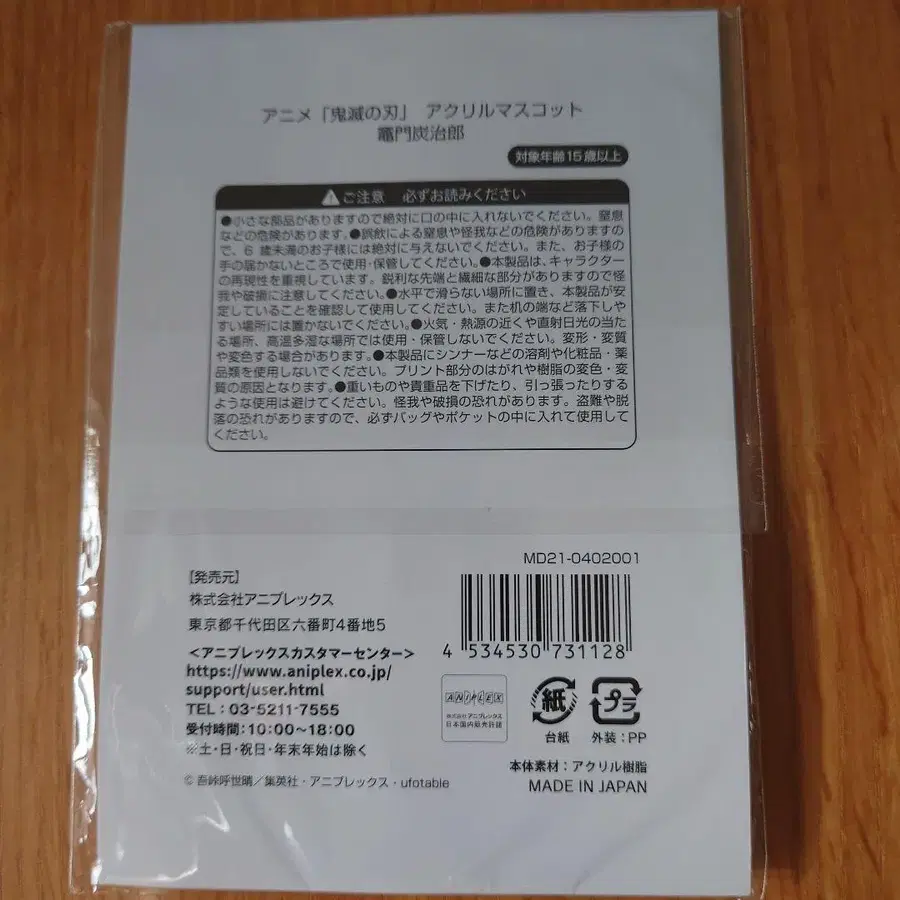 アニメ「鬼滅の刃」 アクリルマスコット
竈門炭治郎
対象年齢15歳以上
ご注意 必ずお読みください
●小さな部品がありますので絶対に口の中に入れないでください。窒息
などの危険があります。●誤飲による窒息や怪我などの危険がありますの
で、6 歳未満のお子様には絶対に与えないでください。また、お子様の
手の届かないところで使用・保管してください。●本製品は、キャラクター
の再現性を重視しています。鋭利な先端と繊細な部分がありますので怪
我や破損に注意してください。●水平で滑らない場所に置き、本製品が安
定していることを確認して使用してください。また机の端など落下しや
すい場所には置かないでください。●火気・熱源の近くや直射日光の当た
る場所、高温多湿な場所では使用・保管しないでください。変形・変質
や変色する場合があります。●本製品にシンナーなどの溶剤や化粧品・薬
品類を使用しないでください。プリント部分のはがれや樹脂の変色・変
質の原因となります。●重いものや貴重品を下げたり、引っ張ったりする
ような使用は避けてください。怪我や破損の恐れがあります。盗難や脱
落の恐れがありますので、必ずバッグやポケットの中に入れて使用して
ください。
MD21-0402001
【発売元】
株式会社アニプレックス
東京都千代田区六番町4番地5
<アニプレックスカスタマーセンター>
https://www.aniplex.co.jp/
support/user.html
TEL:03-5211-7555
受付時間:10:00~18:00
※土・日・祝日・年末年始は除く
4 534530 731128
ANIPLEX
株式会社アニプレックス
日本国内販売許諾
紙
台紙
プラ
外装:PP
本体素材:アクリル樹脂
MADE IN JAPAN
©吾峠呼世晴/集英社・アニプレックス・ufotable